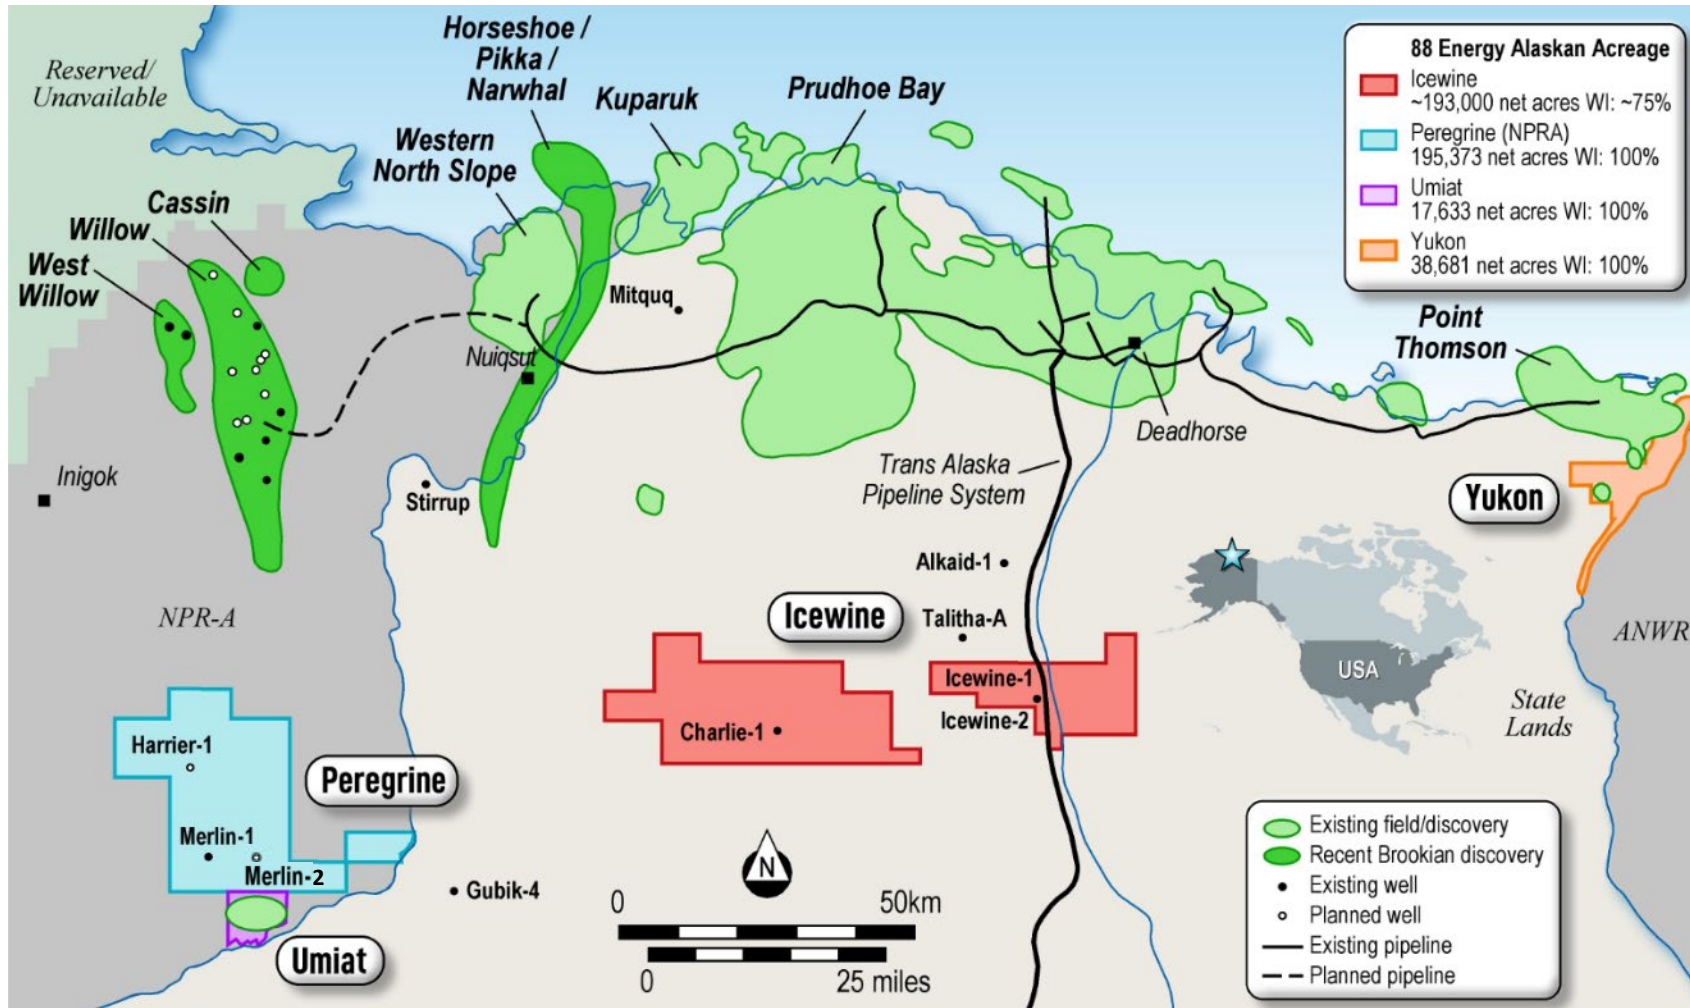 Horseshoe /
Pikka /
Narwhal
Reserved/
Unavailable
Kuparuk
Prudhoe Bay
Western
North Slope
Cassin
Willow
West
Willow
88 Energy Alaskan Acreage
Icewine
~193,000 net acres WI: ~75%
Peregrine (NPRA)
195,373 net acres WI: 100%
Umiat
17,633 net acres WI: 100%
Yukon
38,681 net acres WI: 100%
Mitquq
Nuiqsut
Point
Thomson
Deadhorse
Inigok
Stirrup
Trans Alaska
Pipeline System
Yukon
Alkaid-1
Icewine
Talitha-A
NPR-A
ANWR
USA
State
Lands
Icewine-1
Icewine-2
Charlie-1
Harrier-1
Peregrine
Merlin-1
Merlin-2
Gubik-4
Umiat
N
0 50km
0 25 miles
Existing field/discovery
Recent Brookian discovery
Existing well
Planned well
Existing pipeline
Planned pipeline